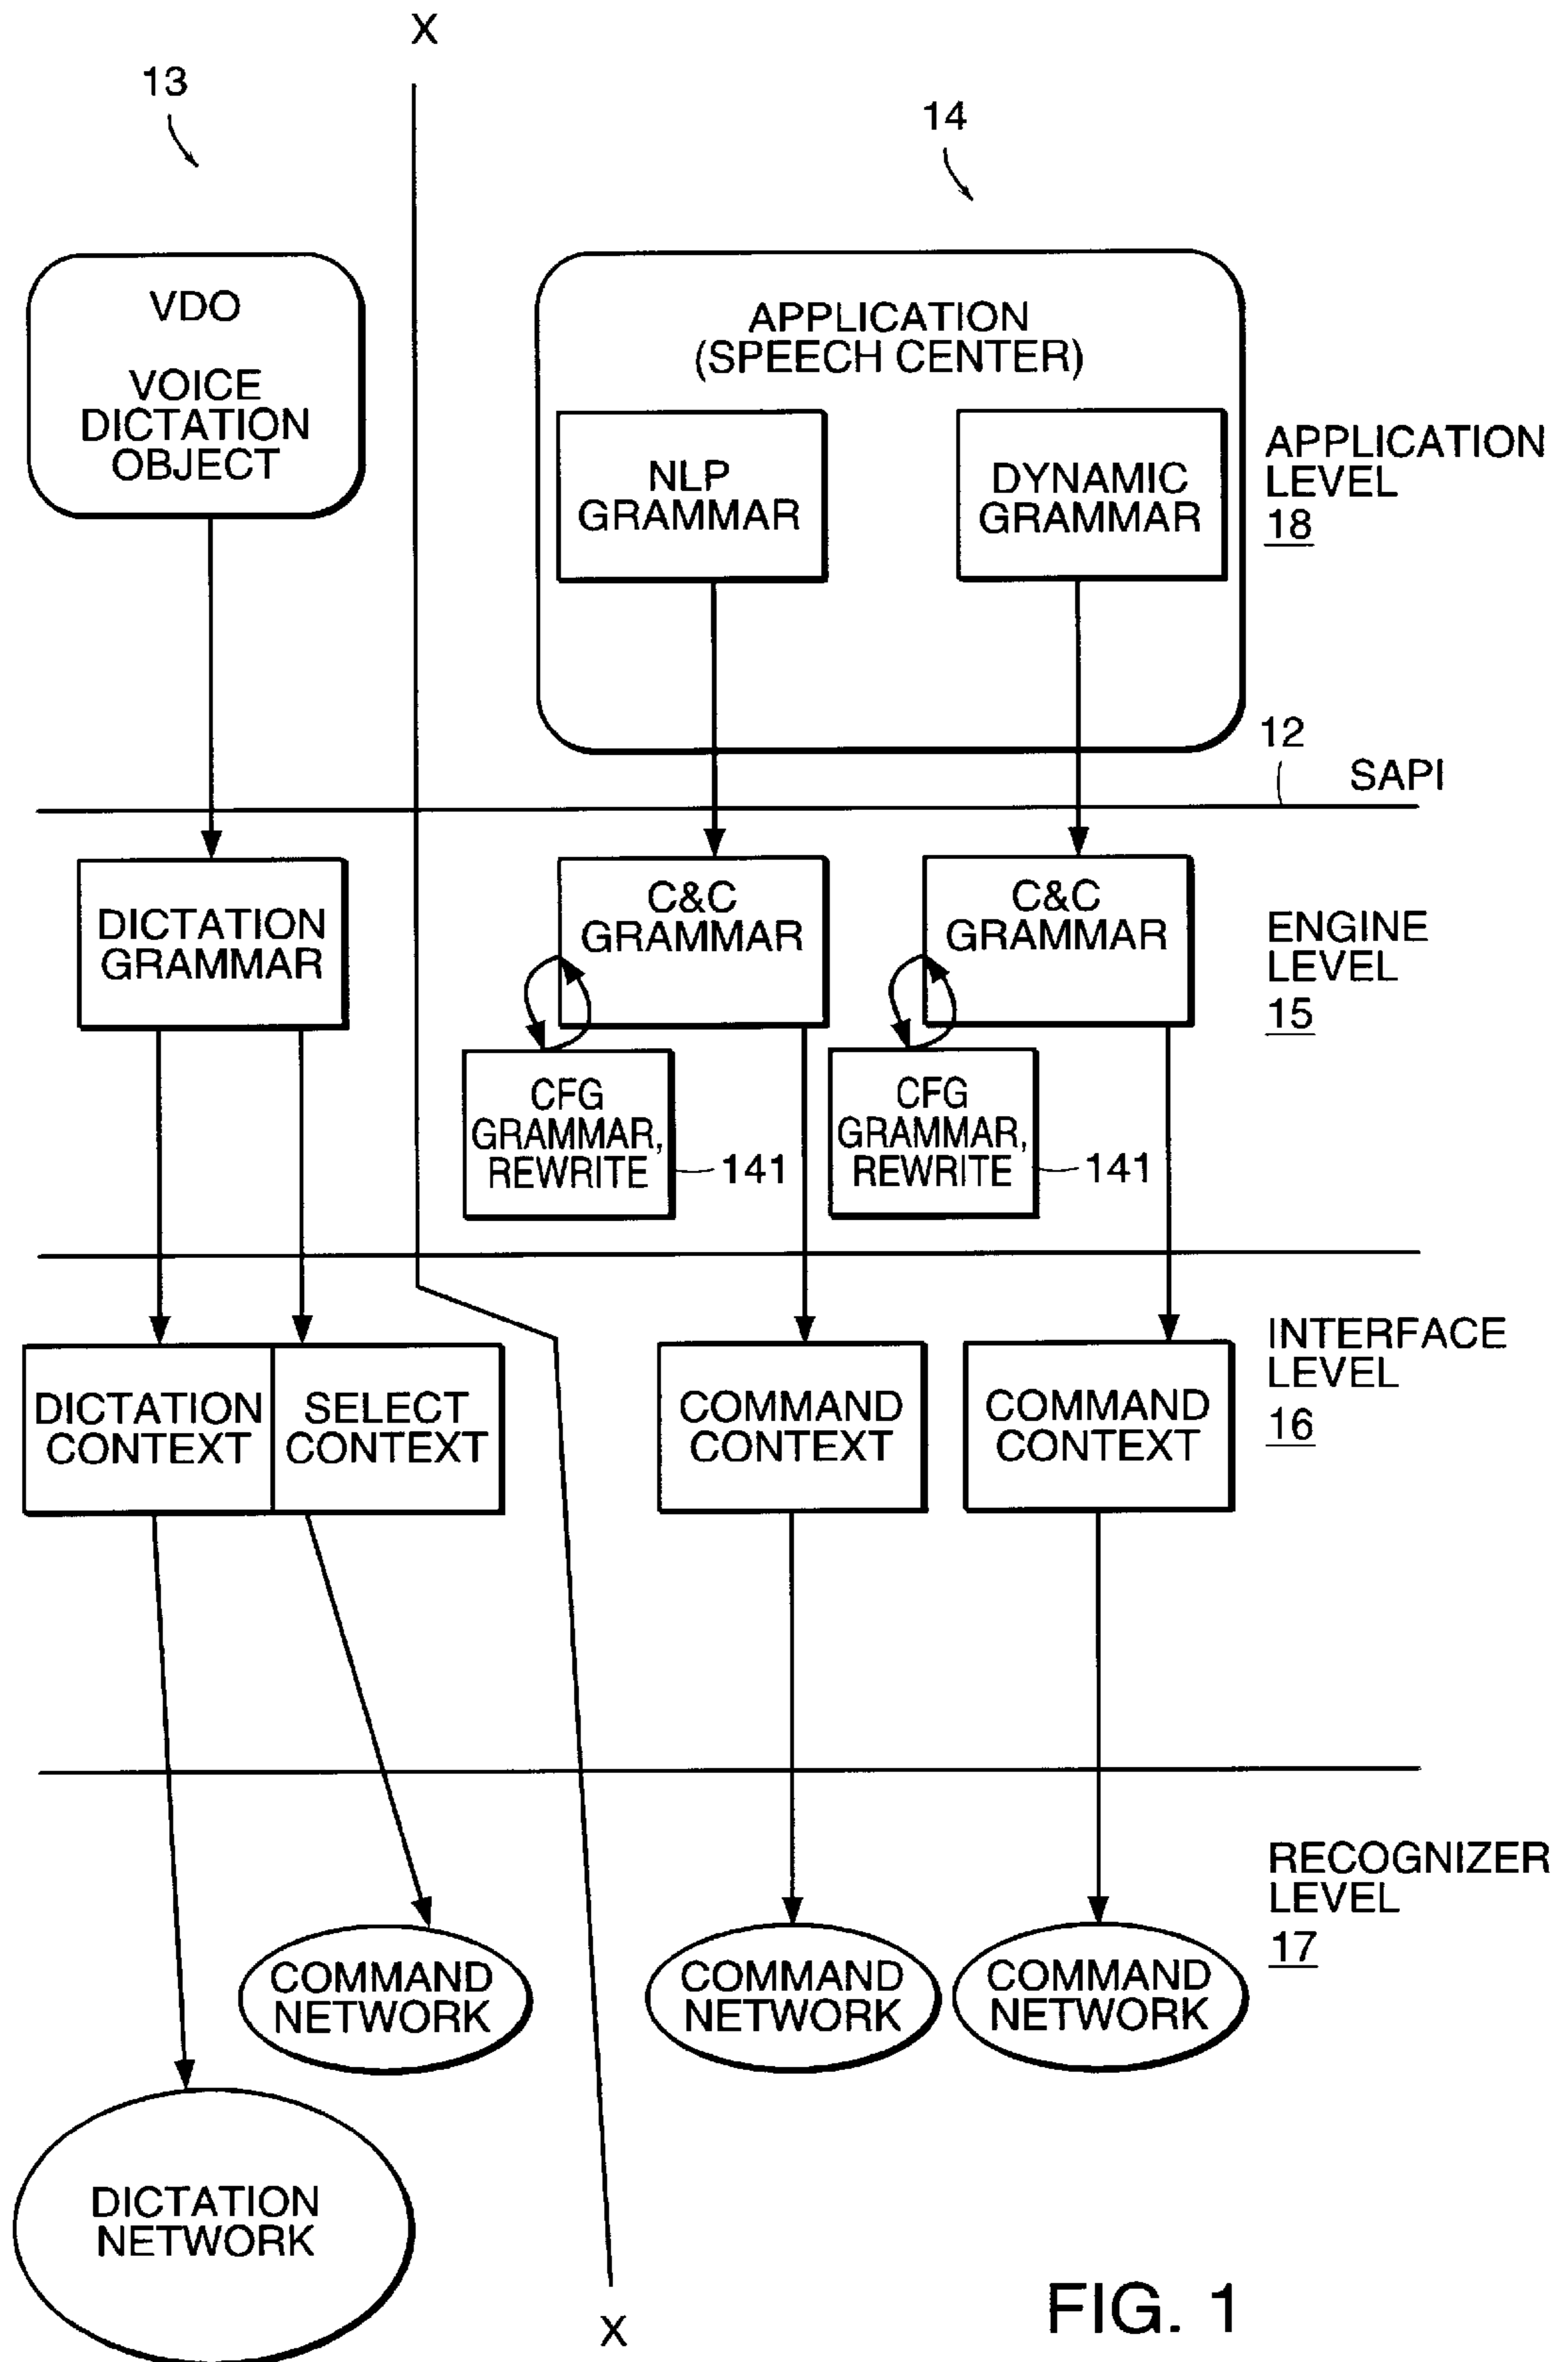 X
13
14
VDO
VOICE
DICTATION
OBJECT
APPLICATION
(SPEECH CENTER)
NLP
GRAMMAR
DYNAMIC
GRAMMAR
APPLICATION
LEVEL
18
12
SAPI
DICTATION
GRAMMAR
C&C
GRAMMAR
C&C
GRAMMAR
ENGINE
LEVEL
15
CFG
GRAMMAR,
REWRITE
141
CFG
GRAMMAR,
REWRITE
141
INTERFACE
LEVEL
16
DICTATION
CONTEXT
SELECT
CONTEXT
COMMAND
CONTEXT
COMMAND
CONTEXT
RECOGNIZER
LEVEL
17
COMMAND
NETWORK
COMMAND
NETWORK
COMMAND
NETWORK
DICTATION
NETWORK
X
FIG. 1